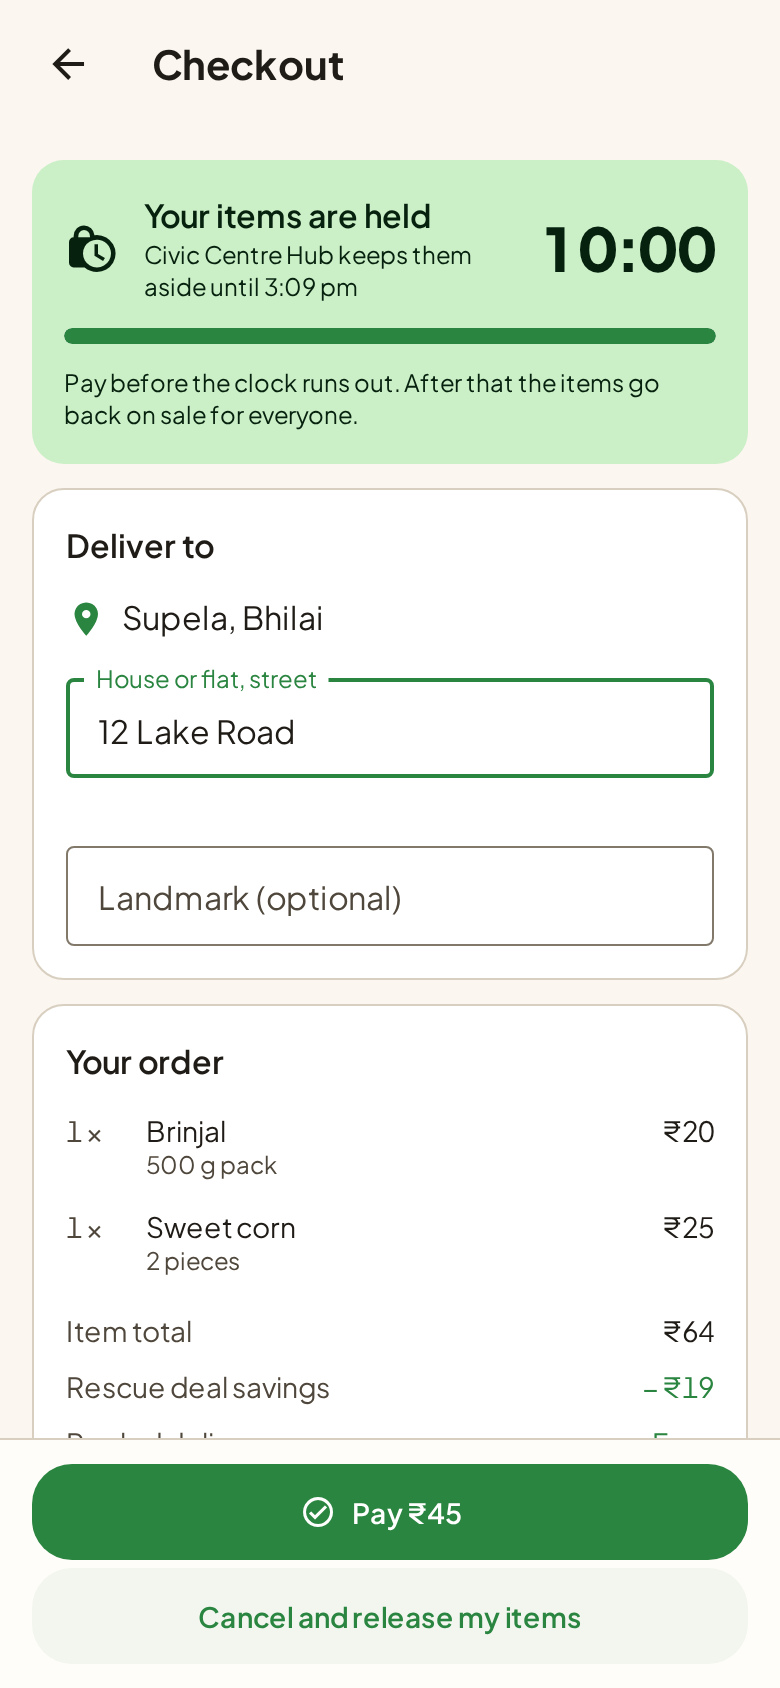 Checkout
Your items are held
Civic Centre Hub keeps them
aside until 3:09 pm
10:00
Pay before the clock runs out. After that the items go
back on sale for everyone.
Deliver to
Supela, Bhilai
House or flat, street
12 Lake Road
Landmark (optional)
Your order
1 × Brinjal ₹20
500 g pack
1 × Sweet corn ₹25
2 pieces
Item total ₹64
Rescue deal savings – ₹19
Pay ₹45
Cancel and release my items